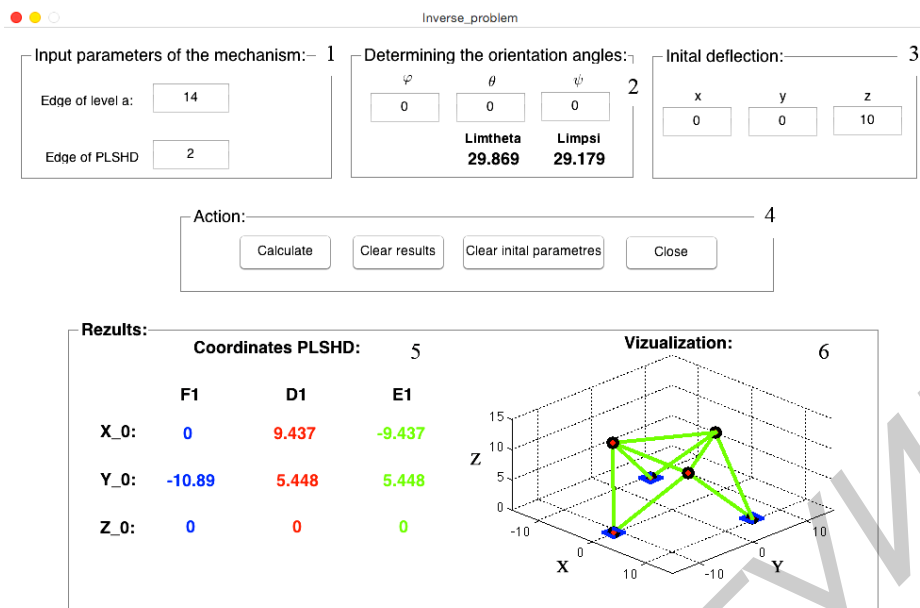 Inverse_problem
Input parameters of the mechanism: 1
Edge of level a: 14
Edge of PLSHD 2
Determining the orientation angles:
2
φ θ ψ
0 0 0
Limtheta Limpsi
29.869 29.179
Inital deflection: 3
x y z
0 0 10
Action: 4
Calculate Clear results Clear inital parametres Close
Rezults:
Coordinates PLSHD: 5
F1 D1 E1
X_0: 0 9.437 -9.437
Y_0: -10.89 5.448 5.448
Z_0: 0 0 0
Vizualization: 6
15
10
5
0
Z
-10
0
10
X
-10
0
10
Y